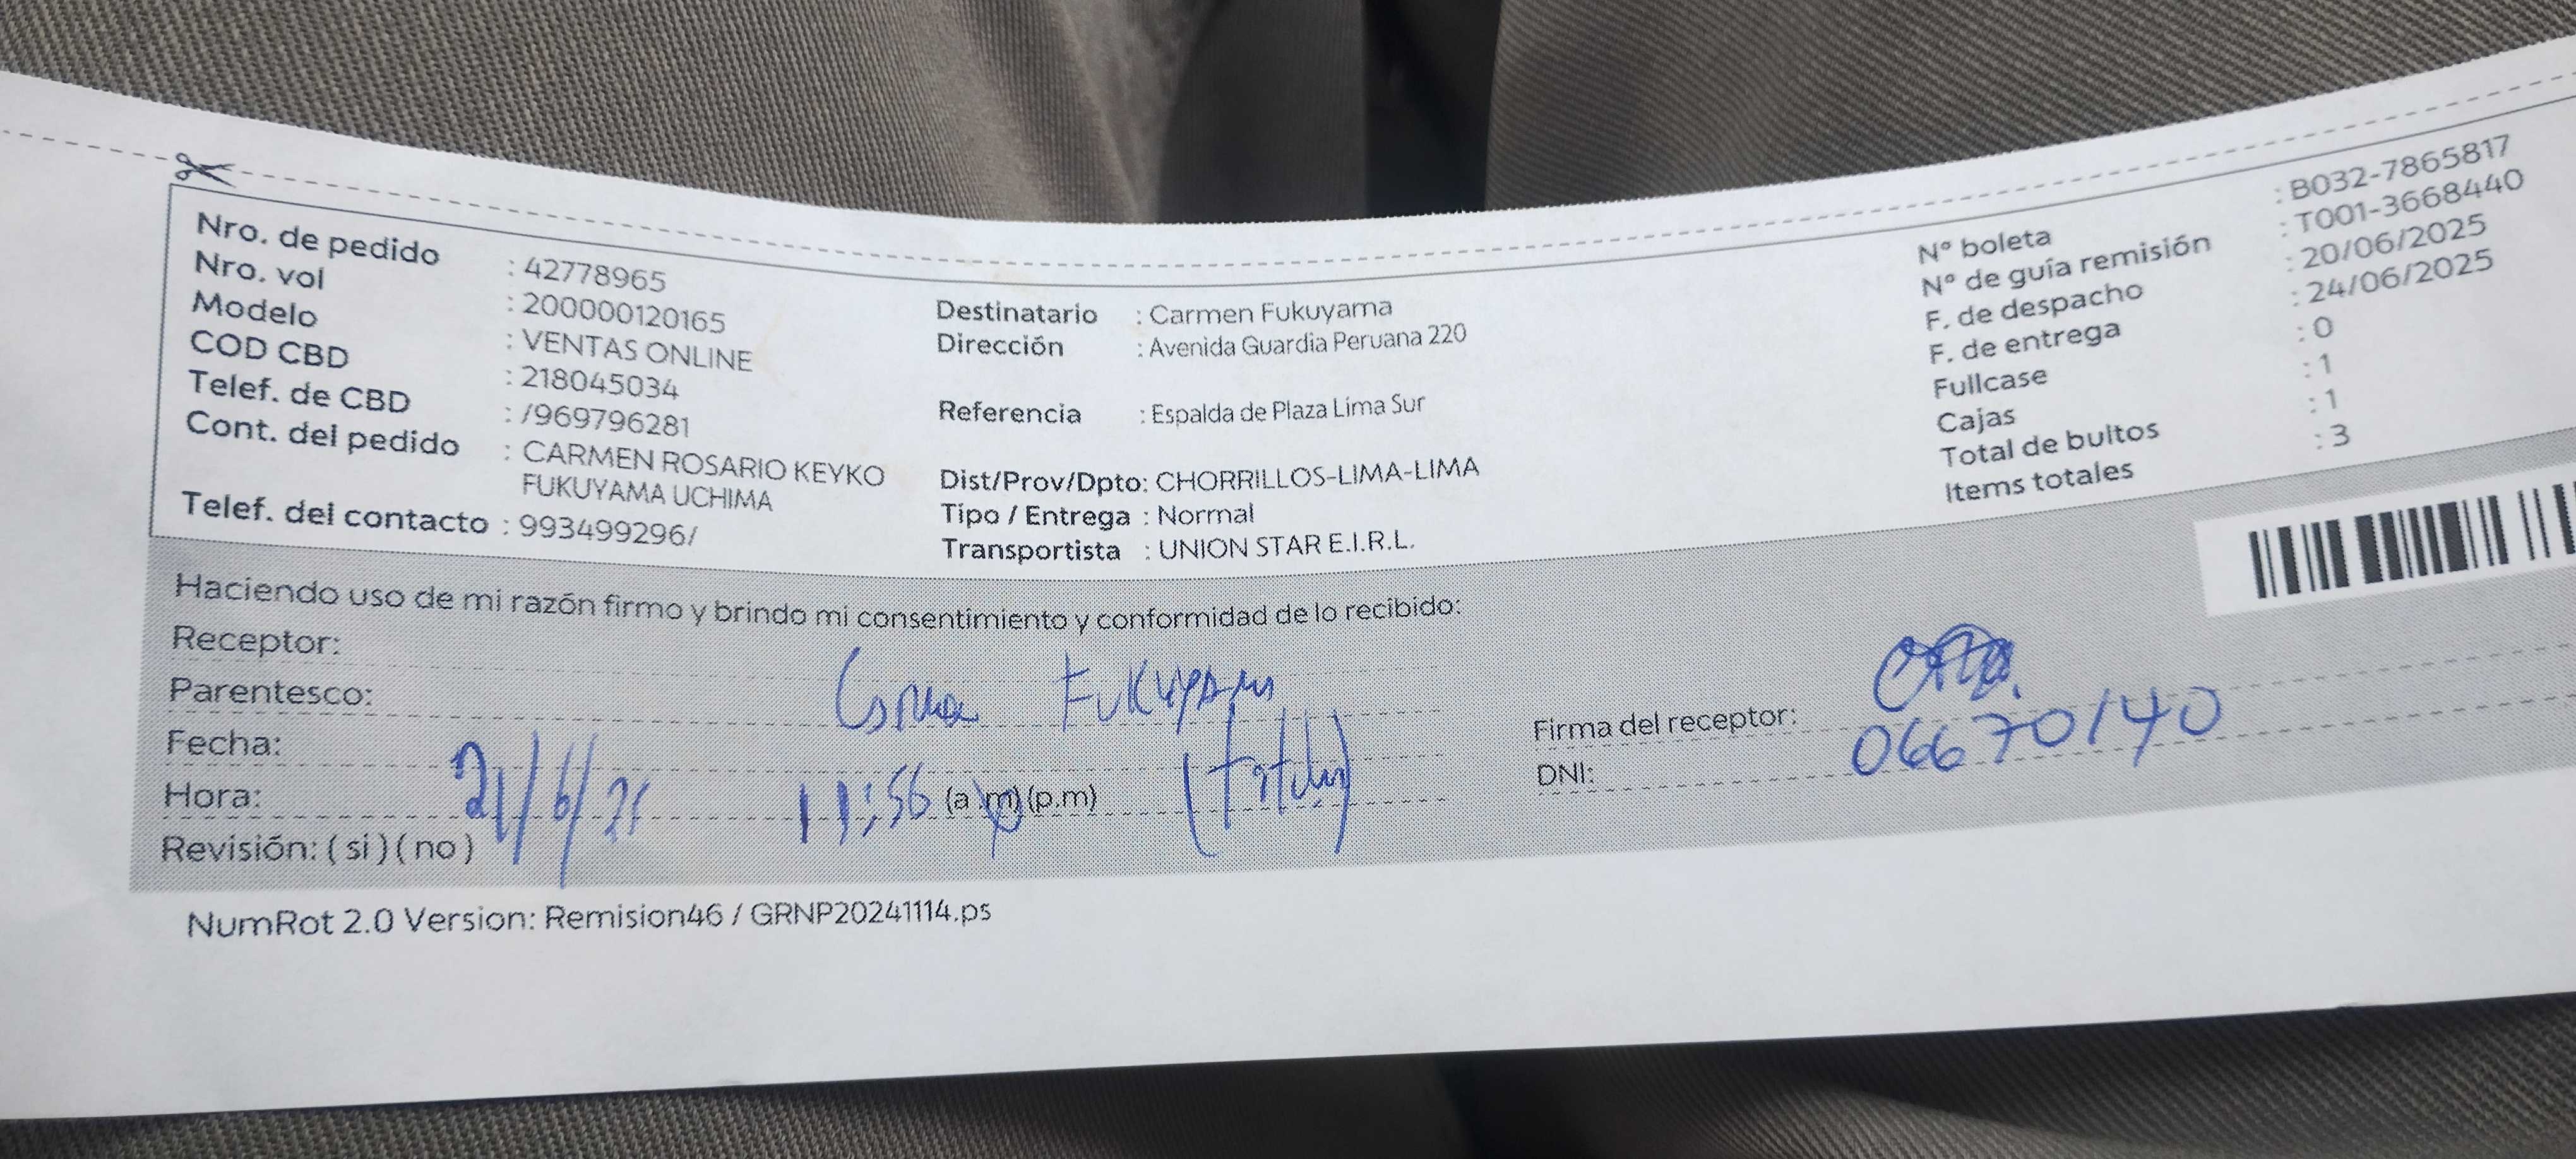 Nro. de pedido : 42778965
Nro. vol : 200000120165
Modelo : VENTAS ONLINE
COD CBD : 218045034
Telef. de CBD : /969796281
Cont. del pedido : CARMEN ROSARIO KEYKO
FUKUYAMA UCHIMA
Telef. del contacto : 993499296/
Destinatario : Carmen Fukuyama
Dirección : Avenida Guardia Peruana 220
Referencia : Espalda de Plaza Lima Sur
Dist/Prov/Dpto: CHORRILLOS-LIMA-LIMA
Tipo / Entrega : Normal
Transportista : UNION STAR E.I.R.L.
N° boleta : B032-7865817
N° de guía remisión : T001-3668440
F. de despacho : 20/06/2025
F. de entrega : 24/06/2025
Fullcase : 0
Cajas : 1
Total de bultos : 1
Items totales : 3
Haciendo uso de mi razón firmo y brindo mi consentimiento y conformidad de lo recibido:
Receptor:
Parentesco: Fukuyama
Fecha: 21/6/25
Hora: 11:56 (a .m)(p.m)
Revisión: ( si ) ( no )
Firma del receptor:
DNI: 06670140
NumRot 2.0 Version: Remision46 / GRNP20241114.ps